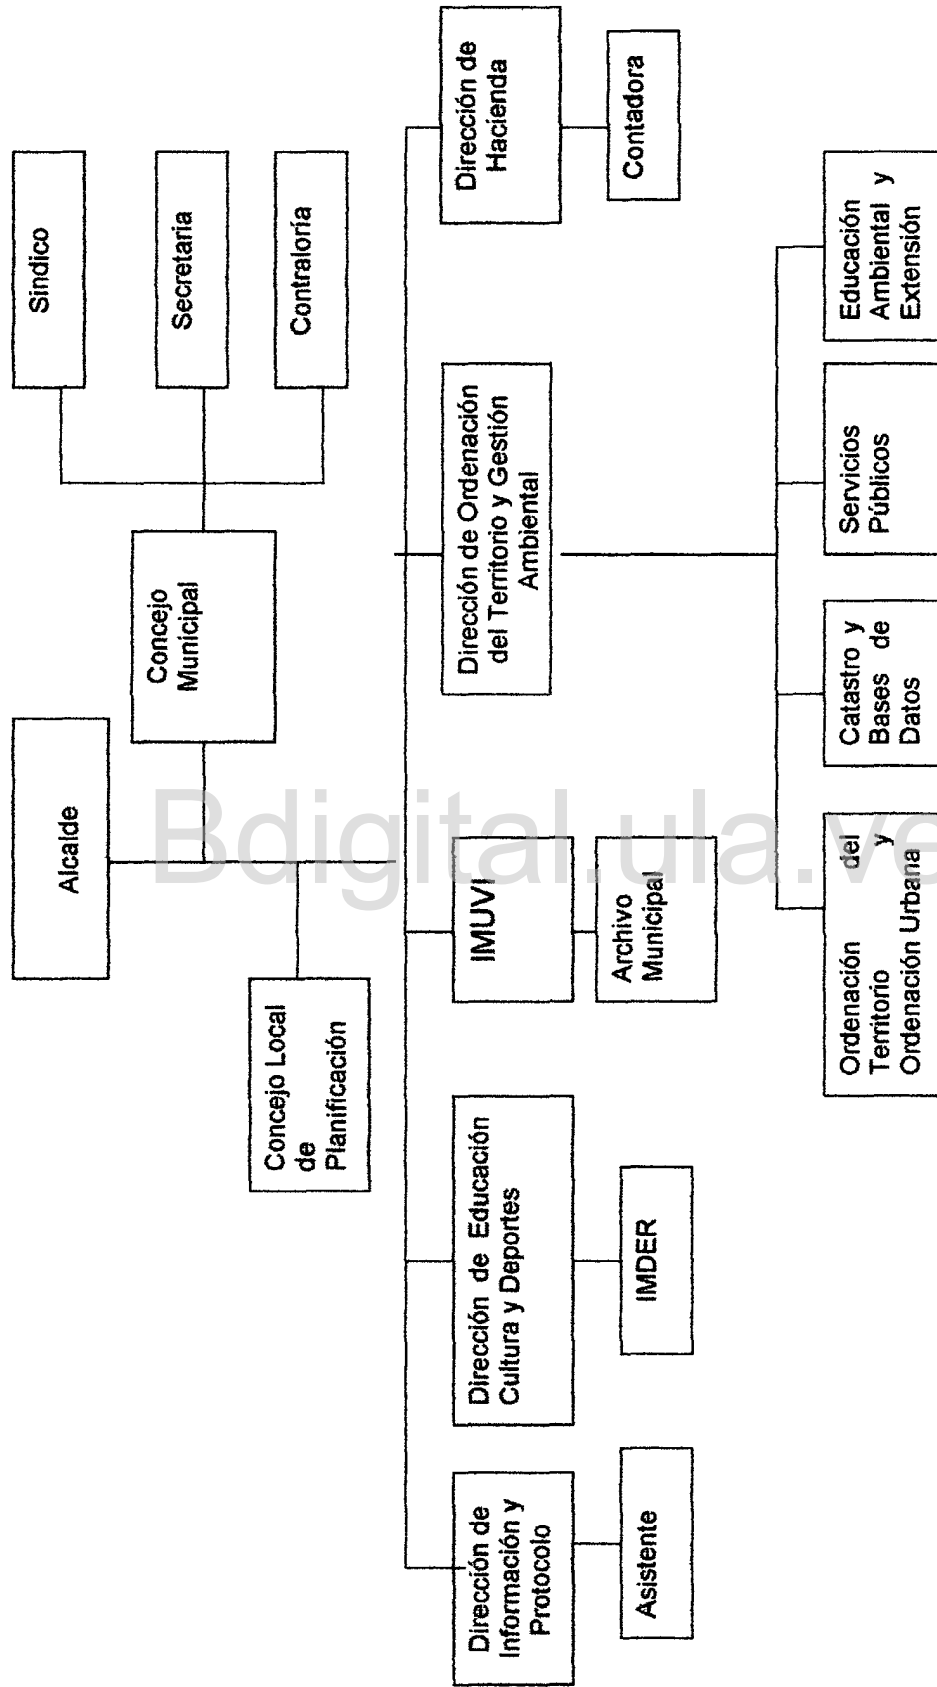 Alcalde
Concejo
Municipal
Sindico
Secretaria
Contraloría
Concejo Local
de
Planificación
Dirección de
Información y
Protocolo
Asistente
Dirección de Educación
Cultura y Deportes
IMDER
IMUVI
Archivo
Municipal
Dirección de Ordenación
del Territorio y Gestión
Ambiental
Dirección de
Hacienda
Contadora
Ordenación del
Territorio y
Ordenación Urbana
Catastro y
Bases de
Datos
Servicios
Públicos
Educación
Ambiental y
Extensión
Bdigital.ula.ve